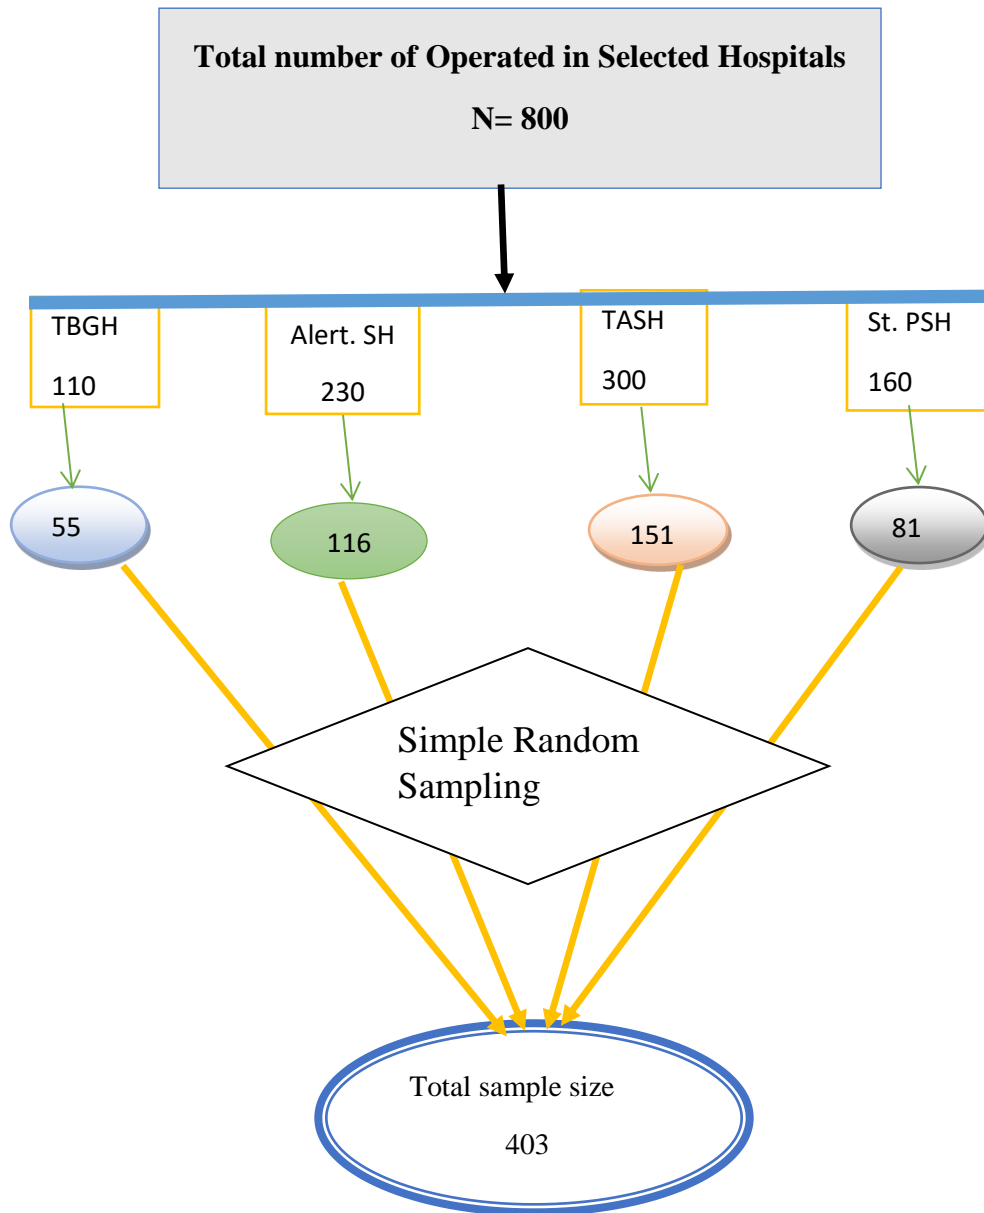 Total number of Operated in Selected Hospitals
N= 800
TBGH
110
Alert. SH
230
TASH
300
St. PSH
160
55
116
151
81
Simple Random
Sampling
Total sample size
403